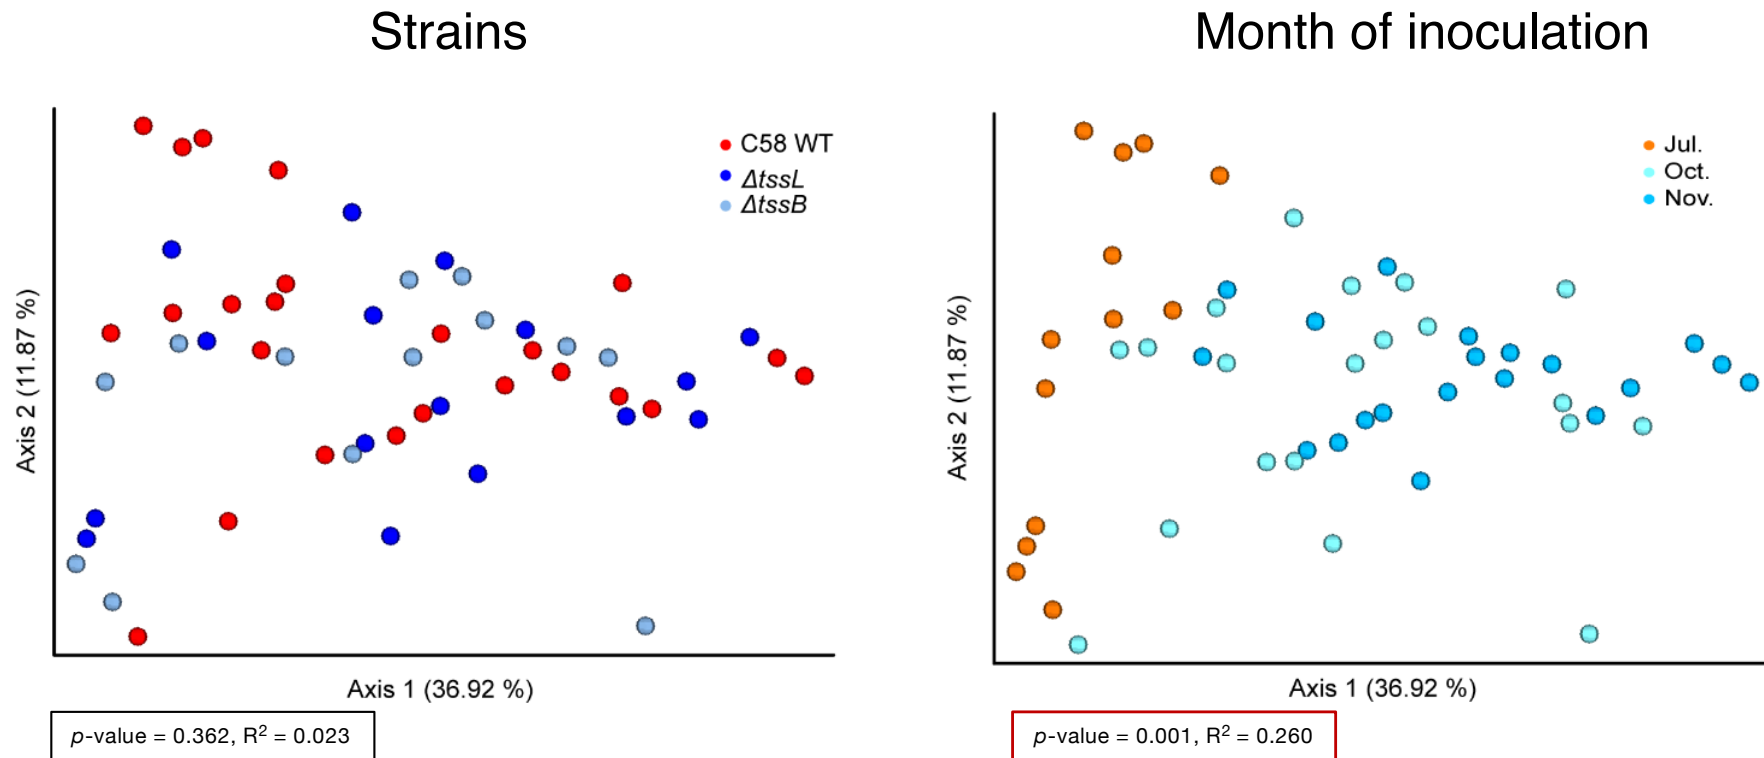 Strains
C58 WT
ΔtssL
ΔtssB
Axis 2 (11.87 %)
Axis 1 (36.92 %)
p-value = 0.362, R² = 0.023
Month of inoculation
Jul.
Oct.
Nov.
Axis 2 (11.87 %)
Axis 1 (36.92 %)
p-value = 0.001, R² = 0.260